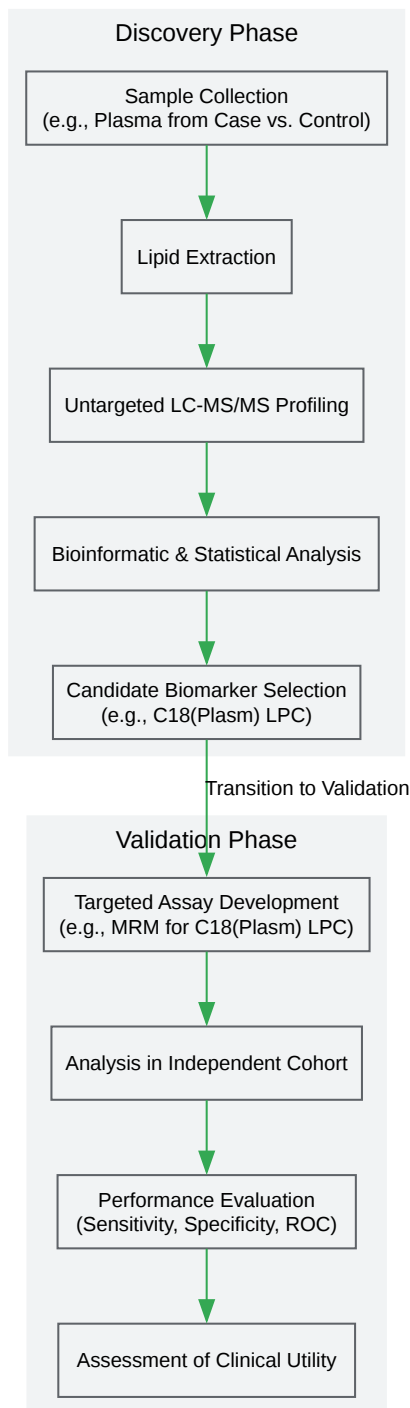 Discovery Phase
Sample Collection
(e.g., Plasma from Case vs. Control)
Lipid Extraction
Untargeted LC-MS/MS Profiling
Bioinformatic & Statistical Analysis
Candidate Biomarker Selection
(e.g., C18(Plasm) LPC)
Transition to Validation
Validation Phase
Targeted Assay Development
(e.g., MRM for C18(Plasm) LPC)
Analysis in Independent Cohort
Performance Evaluation
(Sensitivity, Specificity, ROC)
Assessment of Clinical Utility